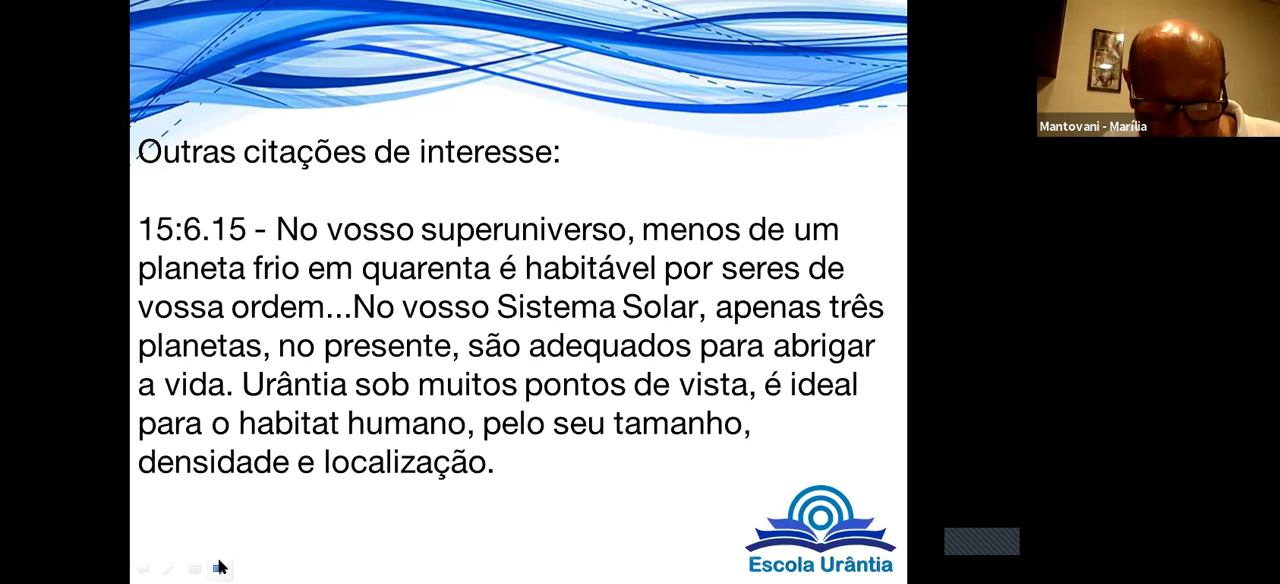 Outras citações de interesse:
15:6.15 - No vosso superuniverso, menos de um
planeta frio em quarenta é habitável por seres de
vossa ordem...No vosso Sistema Solar, apenas três
planetas, no presente, são adequados para abrigar
a vida. Urântia sob muitos pontos de vista, é ideal
para o habitat humano, pelo seu tamanho,
densidade e localização.
Escola Urântia
Mantovani - Marília